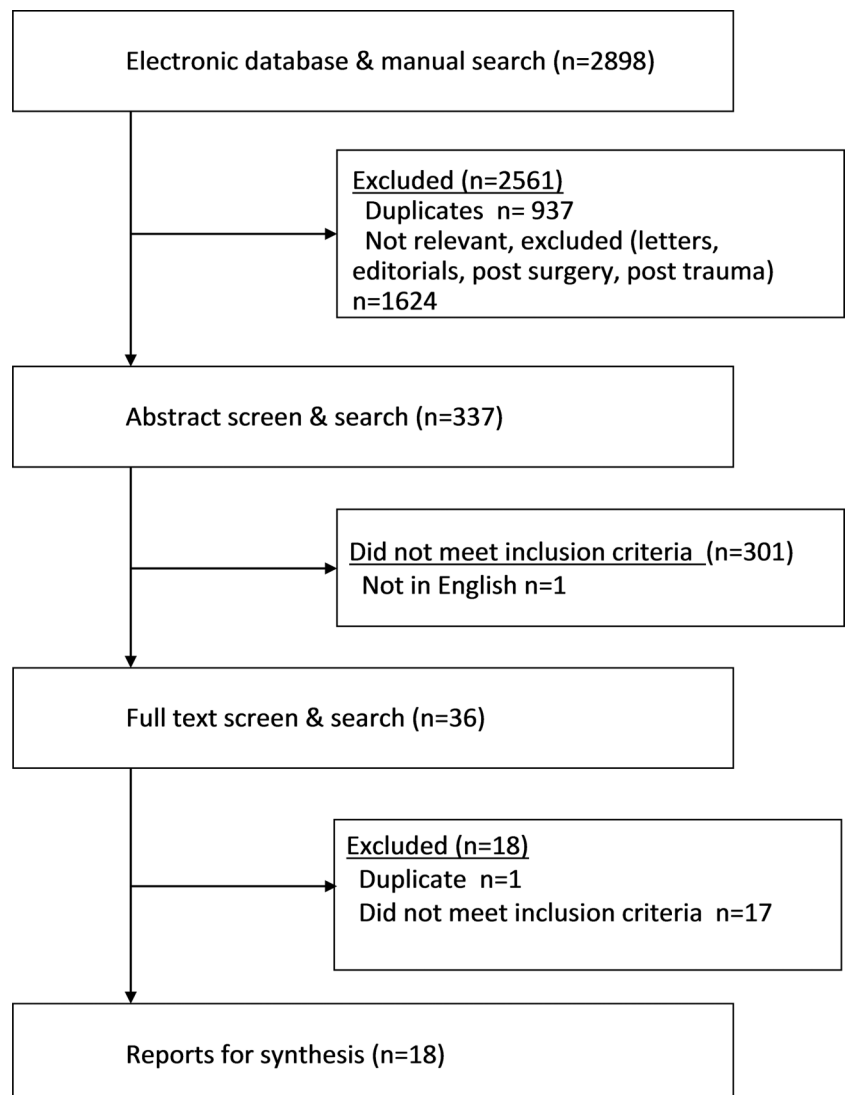 Electronic database & manual search (n=2898)
Excluded (n=2561)
Duplicates n= 937
Not relevant, excluded (letters,
editorials, post surgery, post trauma)
n=1624
Abstract screen & search (n=337)
Did not meet inclusion criteria (n=301)
Not in English n=1
Full text screen & search (n=36)
Excluded (n=18)
Duplicate n=1
Did not meet inclusion criteria n=17
Reports for synthesis (n=18)